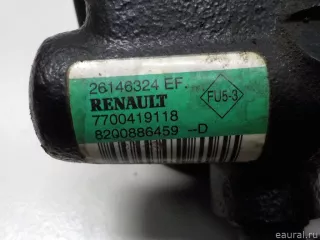 26146324 EF.
RENAULT
7700419118
8200886459 -D
FU5-3
© eaural.ru